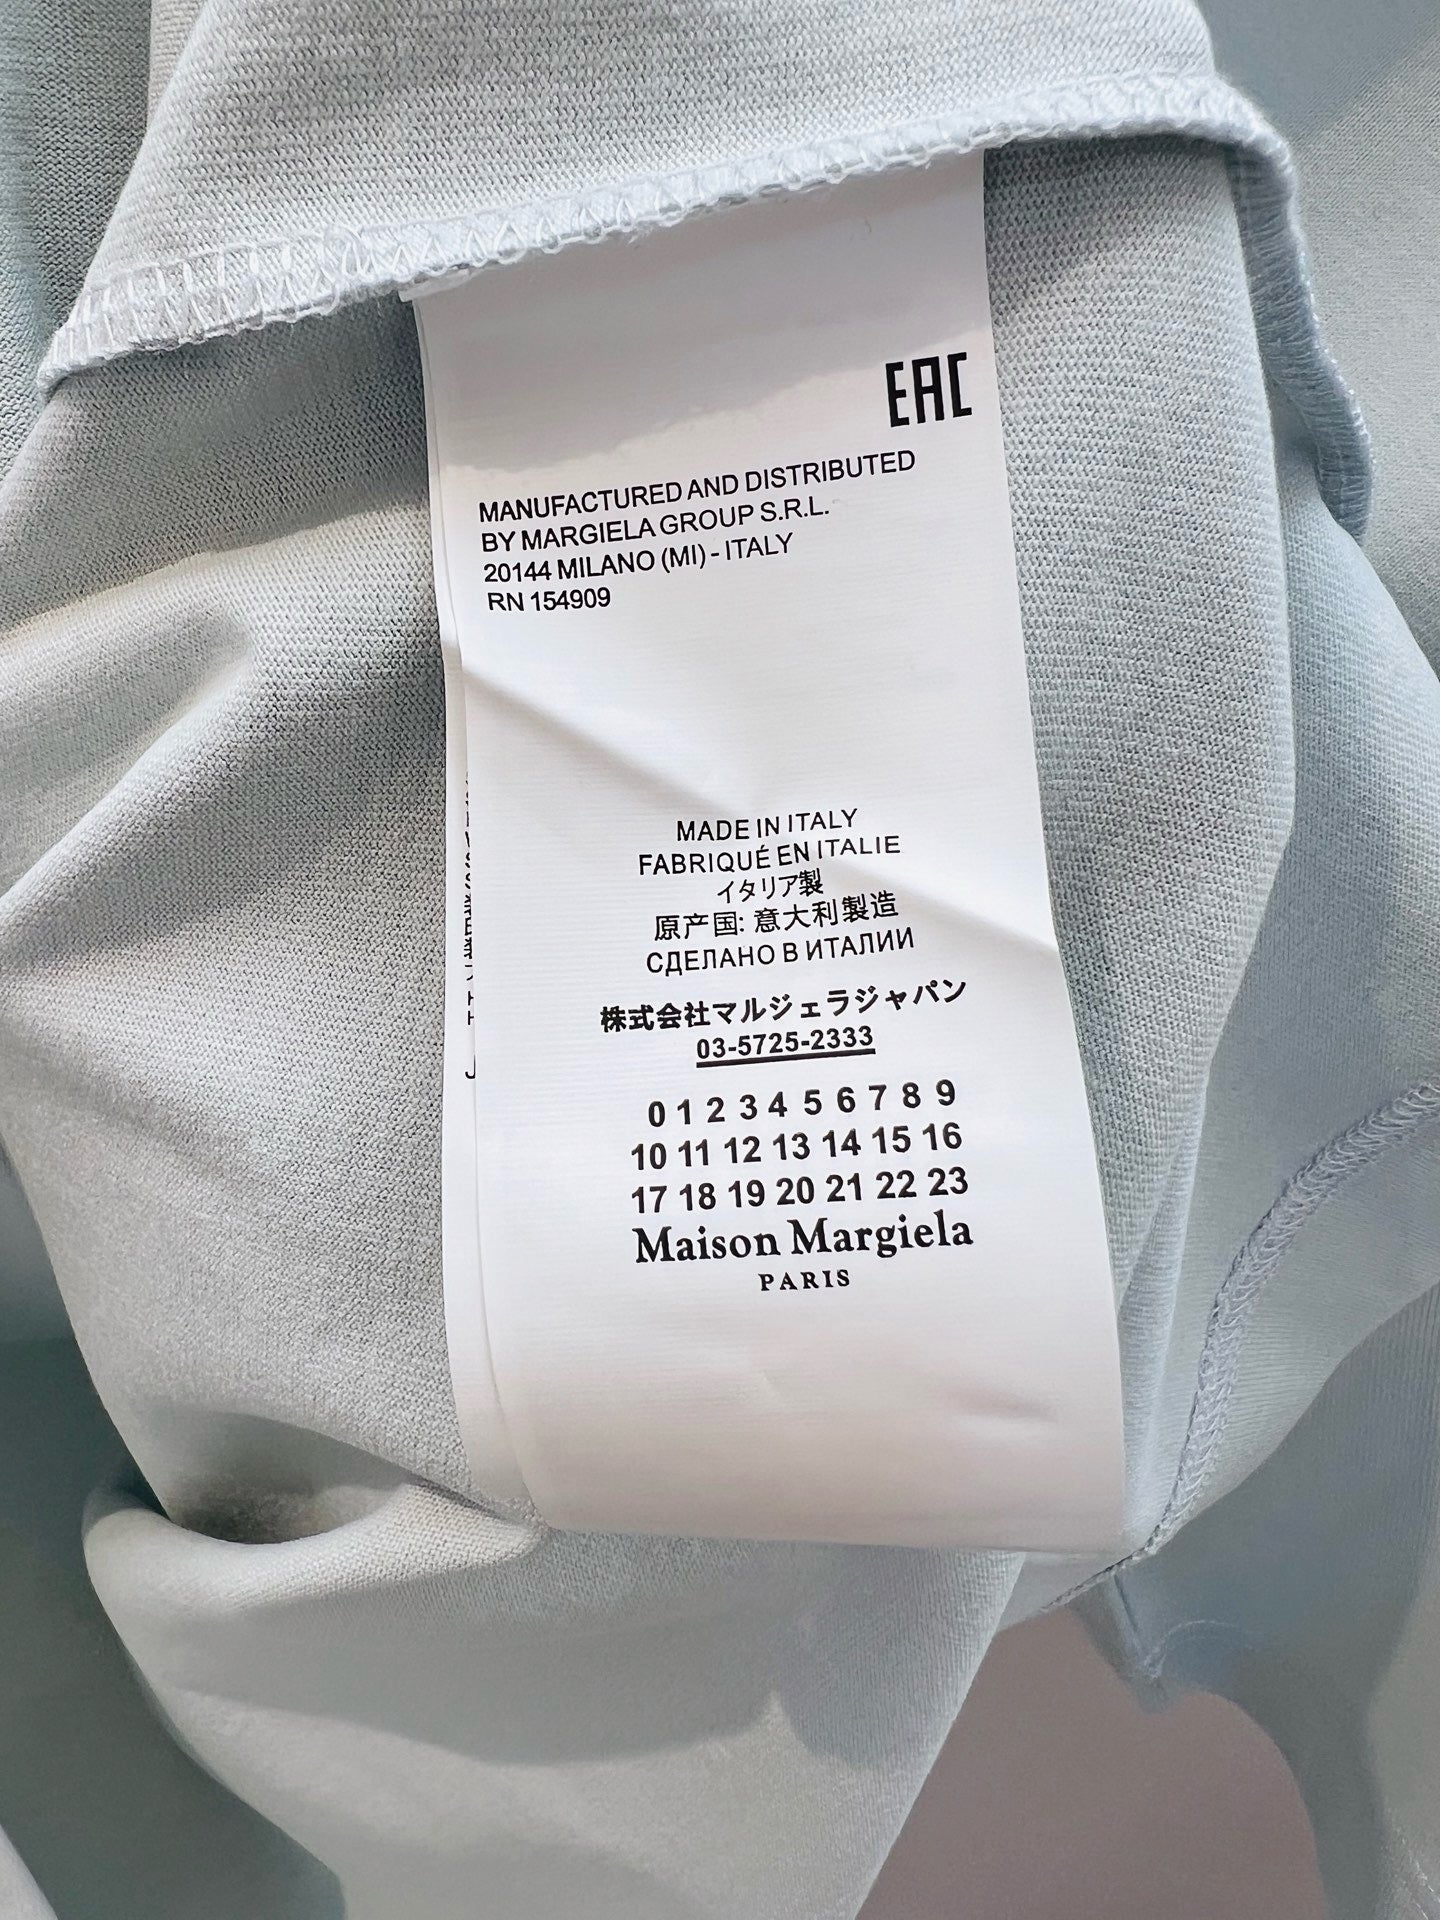 EAC
MANUFACTURED AND DISTRIBUTED
BY MARGIELA GROUP S.R.L.
20144 MILANO (MI) - ITALY
RN 154909
MADE IN ITALY
FABRIQUÉ EN ITALIE
イタリア製
原产国: 意大利製造
СДЕЛАНО В ИТАЛИИ
株式会社マルジェラジャパン
03-5725-2333
0 1 2 3 4 5 6 7 8 9
10 11 12 13 14 15 16
17 18 19 20 21 22 23
Maison Margiela
PARIS